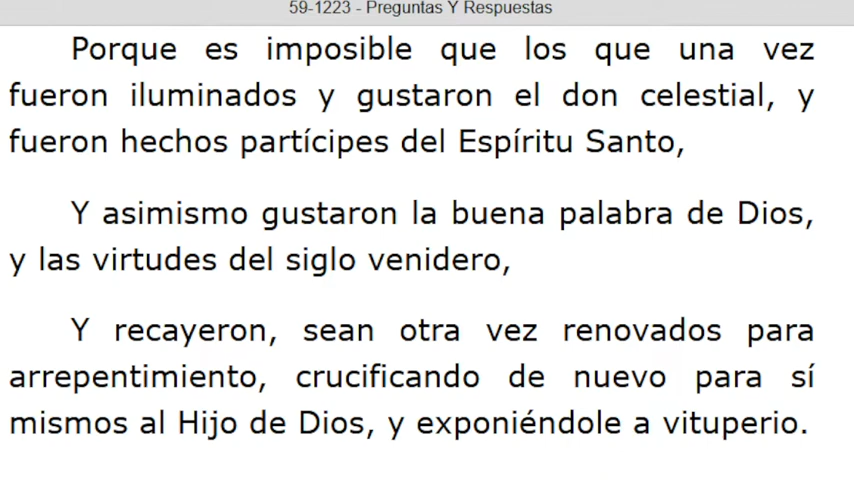 59-1223 - Preguntas Y Respuestas
Porque es imposible que los que una vez
fueron iluminados y gustaron el don celestial, y
fueron hechos partícipes del Espíritu Santo,
Y asimismo gustaron la buena palabra de Dios,
y las virtudes del siglo venidero,
Y recayeron, sean otra vez renovados para
arrepentimiento, crucificando de nuevo para sí
mismos al Hijo de Dios, y exponiéndole a vituperio.